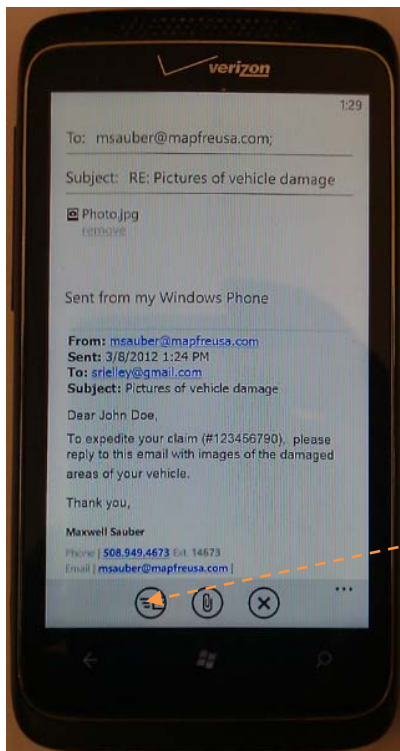 verizon
1:29
To: msauber@mapfreusa.com;
Subject: RE: Pictures of vehicle damage
Photo.jpg
remove
Sent from my Windows Phone
From: msauber@mapfreusa.com
Sent: 3/8/2012 1:24 PM
To: srielley@gmail.com
Subject: Pictures of vehicle damage
Dear John Doe,
To expedite your claim (#123456790), please
reply to this email with images of the damaged
areas of your vehicle.
Thank you,
Maxwell Sauber
Phone | 508.949.4673 Ext. 14673
Email | msauber@mapfreusa.com |